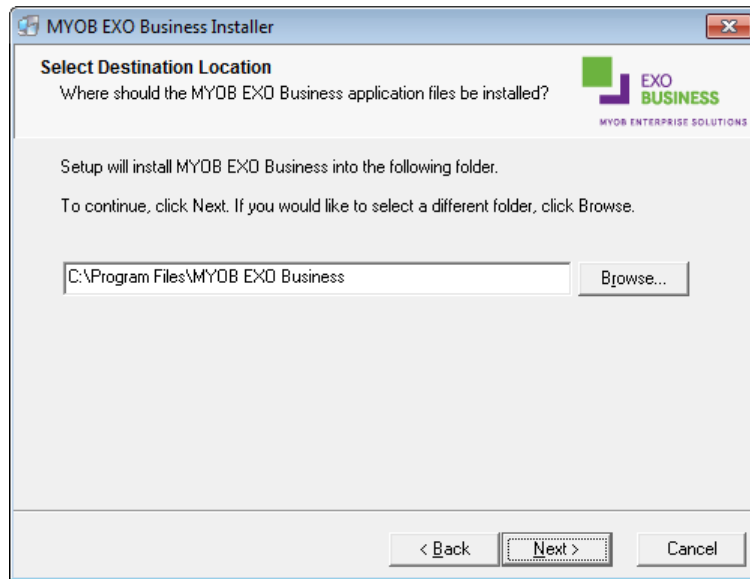 MYOB EXO Business Installer
Select Destination Location
Where should the MYOB EXO Business application files be installed?
EXO
BUSINESS
MYOB ENTERPRISE SOLUTIONS
Setup will install MYOB EXO Business into the following folder.
To continue, click Next. If you would like to select a different folder, click Browse.
C:\Program Files\MYOB EXO Business
Browse...
< Back
Next >
Cancel